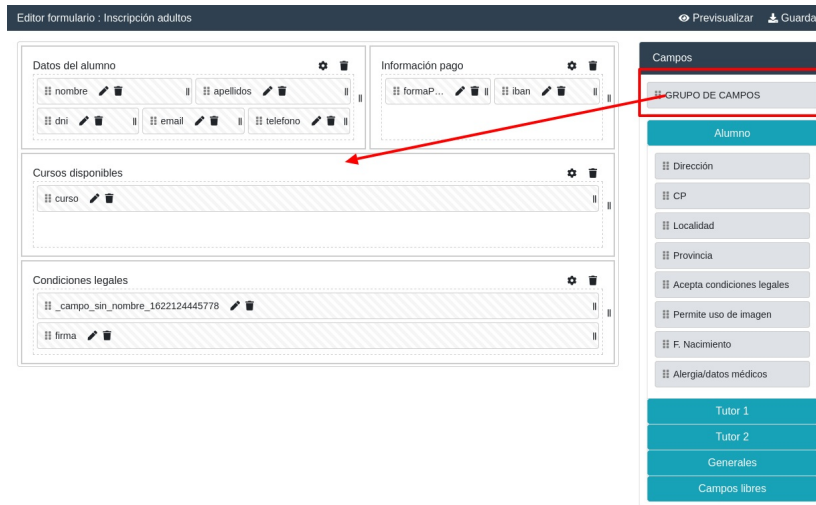 Editor formulario : Inscripción adultos
Previsualizar Guarda
Datos del alumno
nombre apellidos
dni email telefono
Información pago
formaP... iban
Cursos disponibles
curso
Condiciones legales
_campo_sin_nombre_1622124445778
firma
Campos
GRUPO DE CAMPOS
Alumno
Dirección
CP
Localidad
Provincia
Acepta condiciones legales
Permite uso de imagen
F. Nacimiento
Alergia/datos médicos
Tutor 1
Tutor 2
Generales
Campos libres